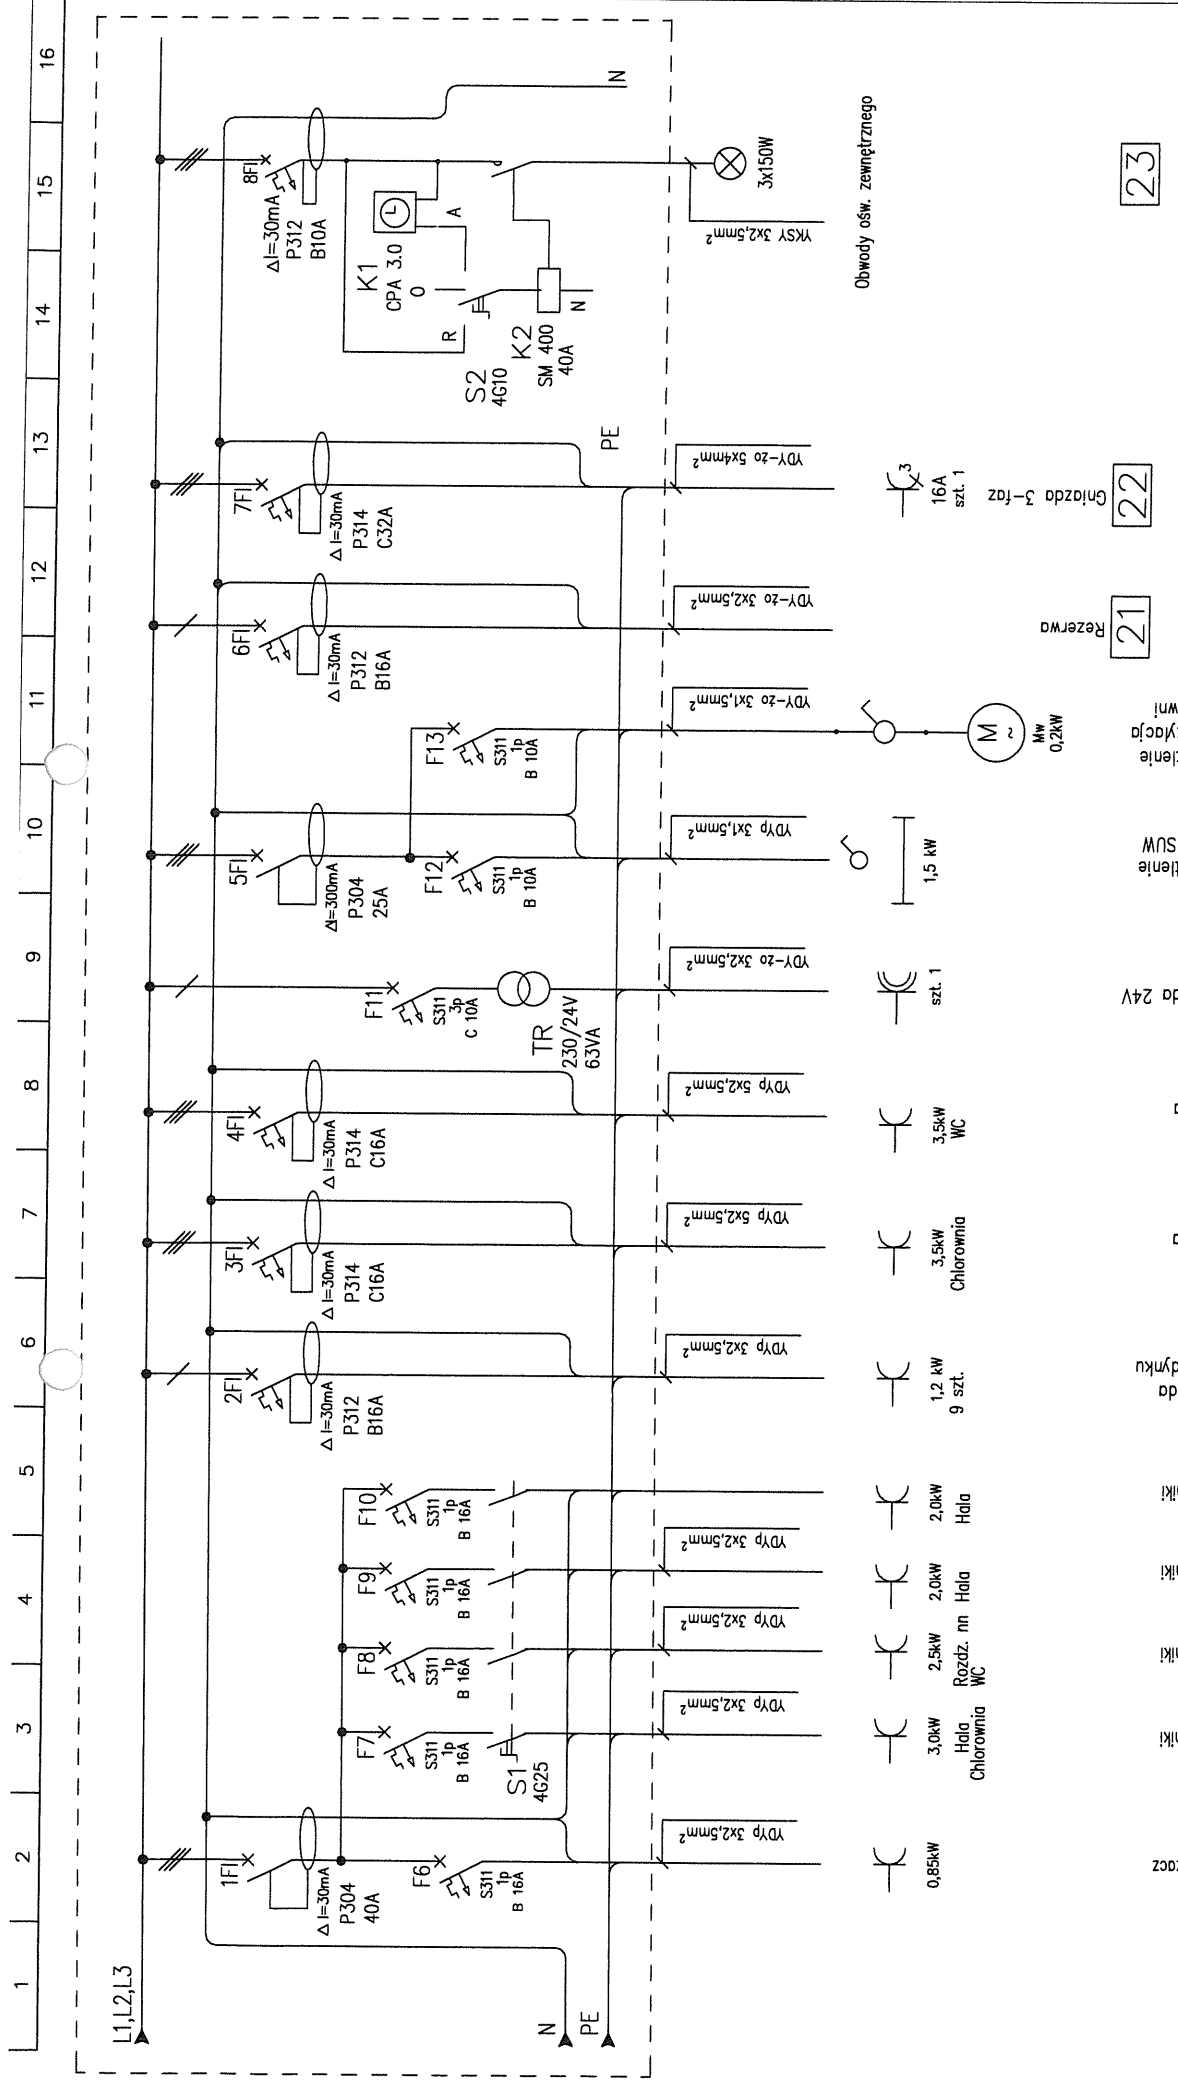 1
2
3
4
5
6
7
8
9
10
11
12
13
14
15
16
L1,L2,L3
N
PE
1FI
Δ I=30mA
P304
40A
F6
S311
1p
B 16A
YDYp 3x2,5mm²
0,85kW
F7
S311
1p
B 16A
S1
4G25
YDYp 3x2,5mm²
3,0kW
Hala
Chlorownia
F8
S311
1p
B 16A
YDYp 3x2,5mm²
2,5kW
Rozdz. nn
WC
F9
S311
1p
B 16A
YDYp 3x2,5mm²
2,0kW
Hala
F10
S311
1p
B 16A
2,0kW
Hala
2FI
Δ I=30mA
P312
B16A
YDYp 3x2,5mm²
1,2 kW
9 szt.
3FI
Δ I=30mA
P314
C16A
YDYp 5x2,5mm²
3,5kW
Chlorownia
4FI
Δ I=30mA
P314
C16A
YDYp 5x2,5mm²
3,5kW
WC
F11
S311
3p
C 10A
TR
230/24V
63VA
YDY-żo 3x2,5mm²
szt. 1
da 24V
5FI
ΔI=300mA
P304
25A
F12
S311
1p
B 10A
YDYp 3x1,5mm²
1,5 kW
tlenie
SUW
F13
S311
1p
B 10A
YDY-żo 3x1,5mm²
M
~
Mw
0,2kW
6FI
Δ I=30mA
P312
B16A
YDY-żo 3x2,5mm²
Rezerwa
21
7FI
Δ I=30mA
P314
C32A
PE
YDY-żo 5x4mm²
3
16A
szt. 1
Gniazda 3-faz
22
8FI
ΔI=30mA
P312
B10A
K1
CPA 3.0
A
O
R
S2
4G10
K2
SM 400
40A
N
N
YKSY 3x2,5mm²
3x150W
Obwody ośw. zewnętrznego
23